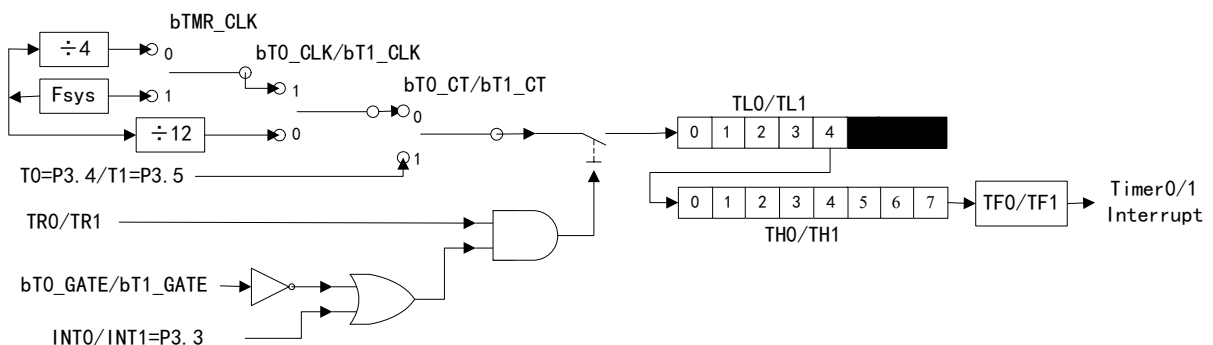 bTMR_CLK
÷4
0
bT0_CLK/bT1_CLK
Fsys
1
1
bT0_CT/bT1_CT
0
÷12
0
1
T0=P3.4/T1=P3.5
TL0/TL1
0 1 2 3 4
0 1 2 3 4 5 6 7
TH0/TH1
TF0/TF1
Timer0/1
Interrupt
TR0/TR1
bT0_GATE/bT1_GATE
INT0/INT1=P3.3